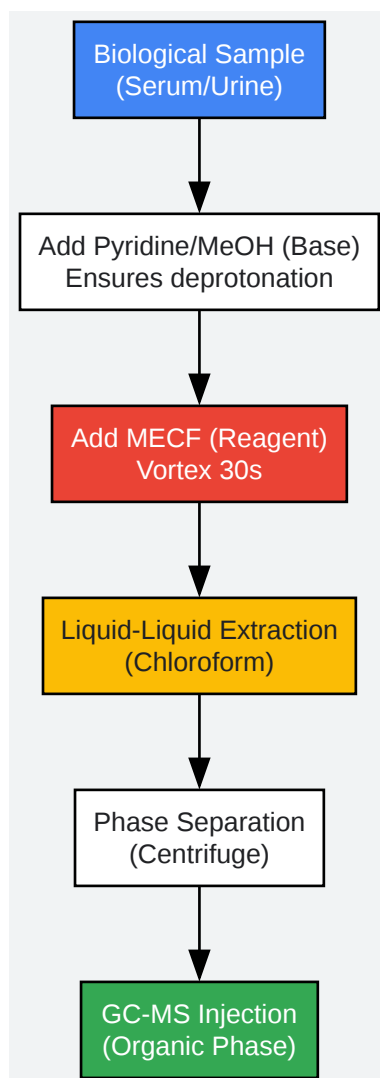 Biological Sample
(Serum/Urine)
Add Pyridine/MeOH (Base)
Ensures deprotonation
Add MECF (Reagent)
Vortex 30s
Liquid-Liquid Extraction
(Chloroform)
Phase Separation
(Centrifuge)
GC-MS Injection
(Organic Phase)